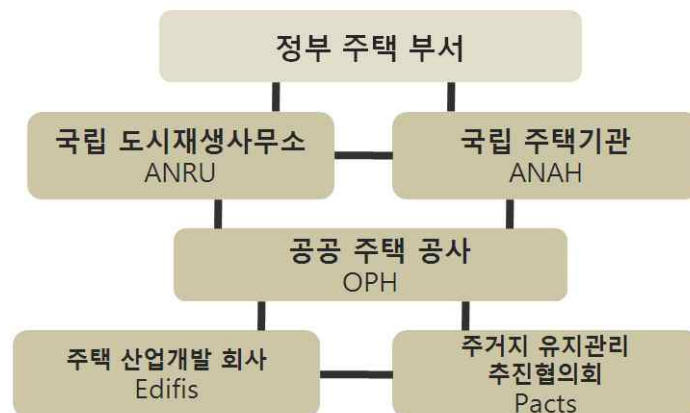 정부 주택 부서
국립 도시재생사무소
ANRU
국립 주택기관
ANAH
공공 주택 공사
OPH
주택 산업개발 회사
Edifis
주거지 유지관리
추진협의회
Pacts